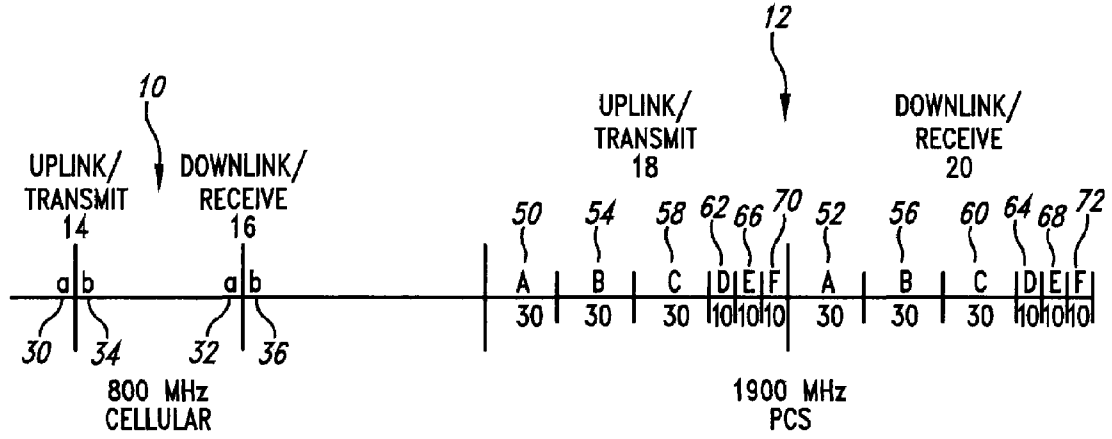 12
10
UPLINK/
TRANSMIT
18
DOWNLINK/
RECEIVE
20
UPLINK/
TRANSMIT
14
DOWNLINK/
RECEIVE
16
50 54 58 62 66 70 52 56 60 64 68 72
a b a b A B C D E F A B C D E F
30 30 30 10 10 10 30 30 30 10 10 10
30 34 32 36
800 MHz
CELLULAR
1900 MHz
PCS